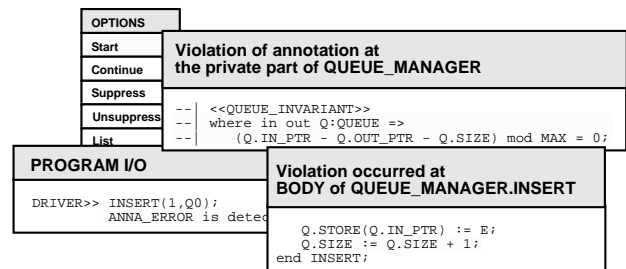 OPTIONS
Start
Continue
Suppress
Unsuppress
List
Violation of annotation at
the private part of QUEUE_MANAGER
--| <<QUEUE_INVARIANT>>
--| where in out Q:QUEUE =>
--|    (Q.IN_PTR - Q.OUT_PTR - Q.SIZE) mod MAX = 0;
PROGRAM I/O
DRIVER>> INSERT(1,Q0);
ANNA_ERROR is detec
Violation occurred at
BODY of QUEUE_MANAGER.INSERT
Q.STORE(Q.IN_PTR) := E;
Q.SIZE := Q.SIZE + 1;
end INSERT;